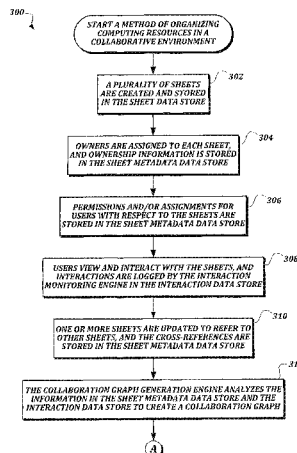 300
START A METHOD OF ORGANIZING
COMPUTING RESOURCES IN A
COLLABORATIVE ENVIRONMENT
302
A PLURALITY OF SHEETS
ARE CREATED AND STORED
IN THE SHEET DATA STORE
304
OWNERS ARE ASSIGNED TO EACH SHEET,
AND OWNERSHIP INFORMATION IS STORED
IN THE SHEET METADATA DATA STORE
306
PERMISSIONS AND/OR ASSIGNMENTS FOR
USERS WITH RESPECT TO THE SHEETS ARE
STORED IN THE SHEET METADATA DATA STORE
308
USERS VIEW AND INTERACT WITH THE SHEETS, AND
INTERACTIONS ARE LOGGED BY THE INTERACTION
MONITORING ENGINE IN THE INTERACTION DATA STORE
310
ONE OR MORE SHEETS ARE UPDATED TO REFER TO
OTHER SHEETS, AND THE CROSS-REFERENCES ARE
STORED IN THE SHEET METADATA DATA STORE
31
THE COLLABORATION GRAPH GENERATION ENGINE ANALYZES THE
INFORMATION IN THE SHEET METADATA DATA STORE AND THE
INTERACTION DATA STORE TO CREATE A COLLABORATION GRAPH
A